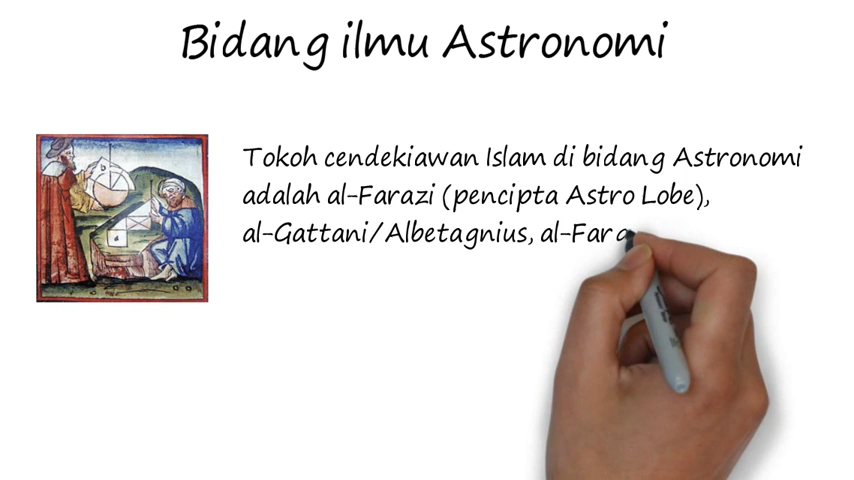 Bidang ilmu Astronomi
Tokoh cendekiawan Islam di bidang Astronomi
adalah al-Farazi (pencipta Astro Lobe),
al-Gattani/Albetagnius, al-Fara